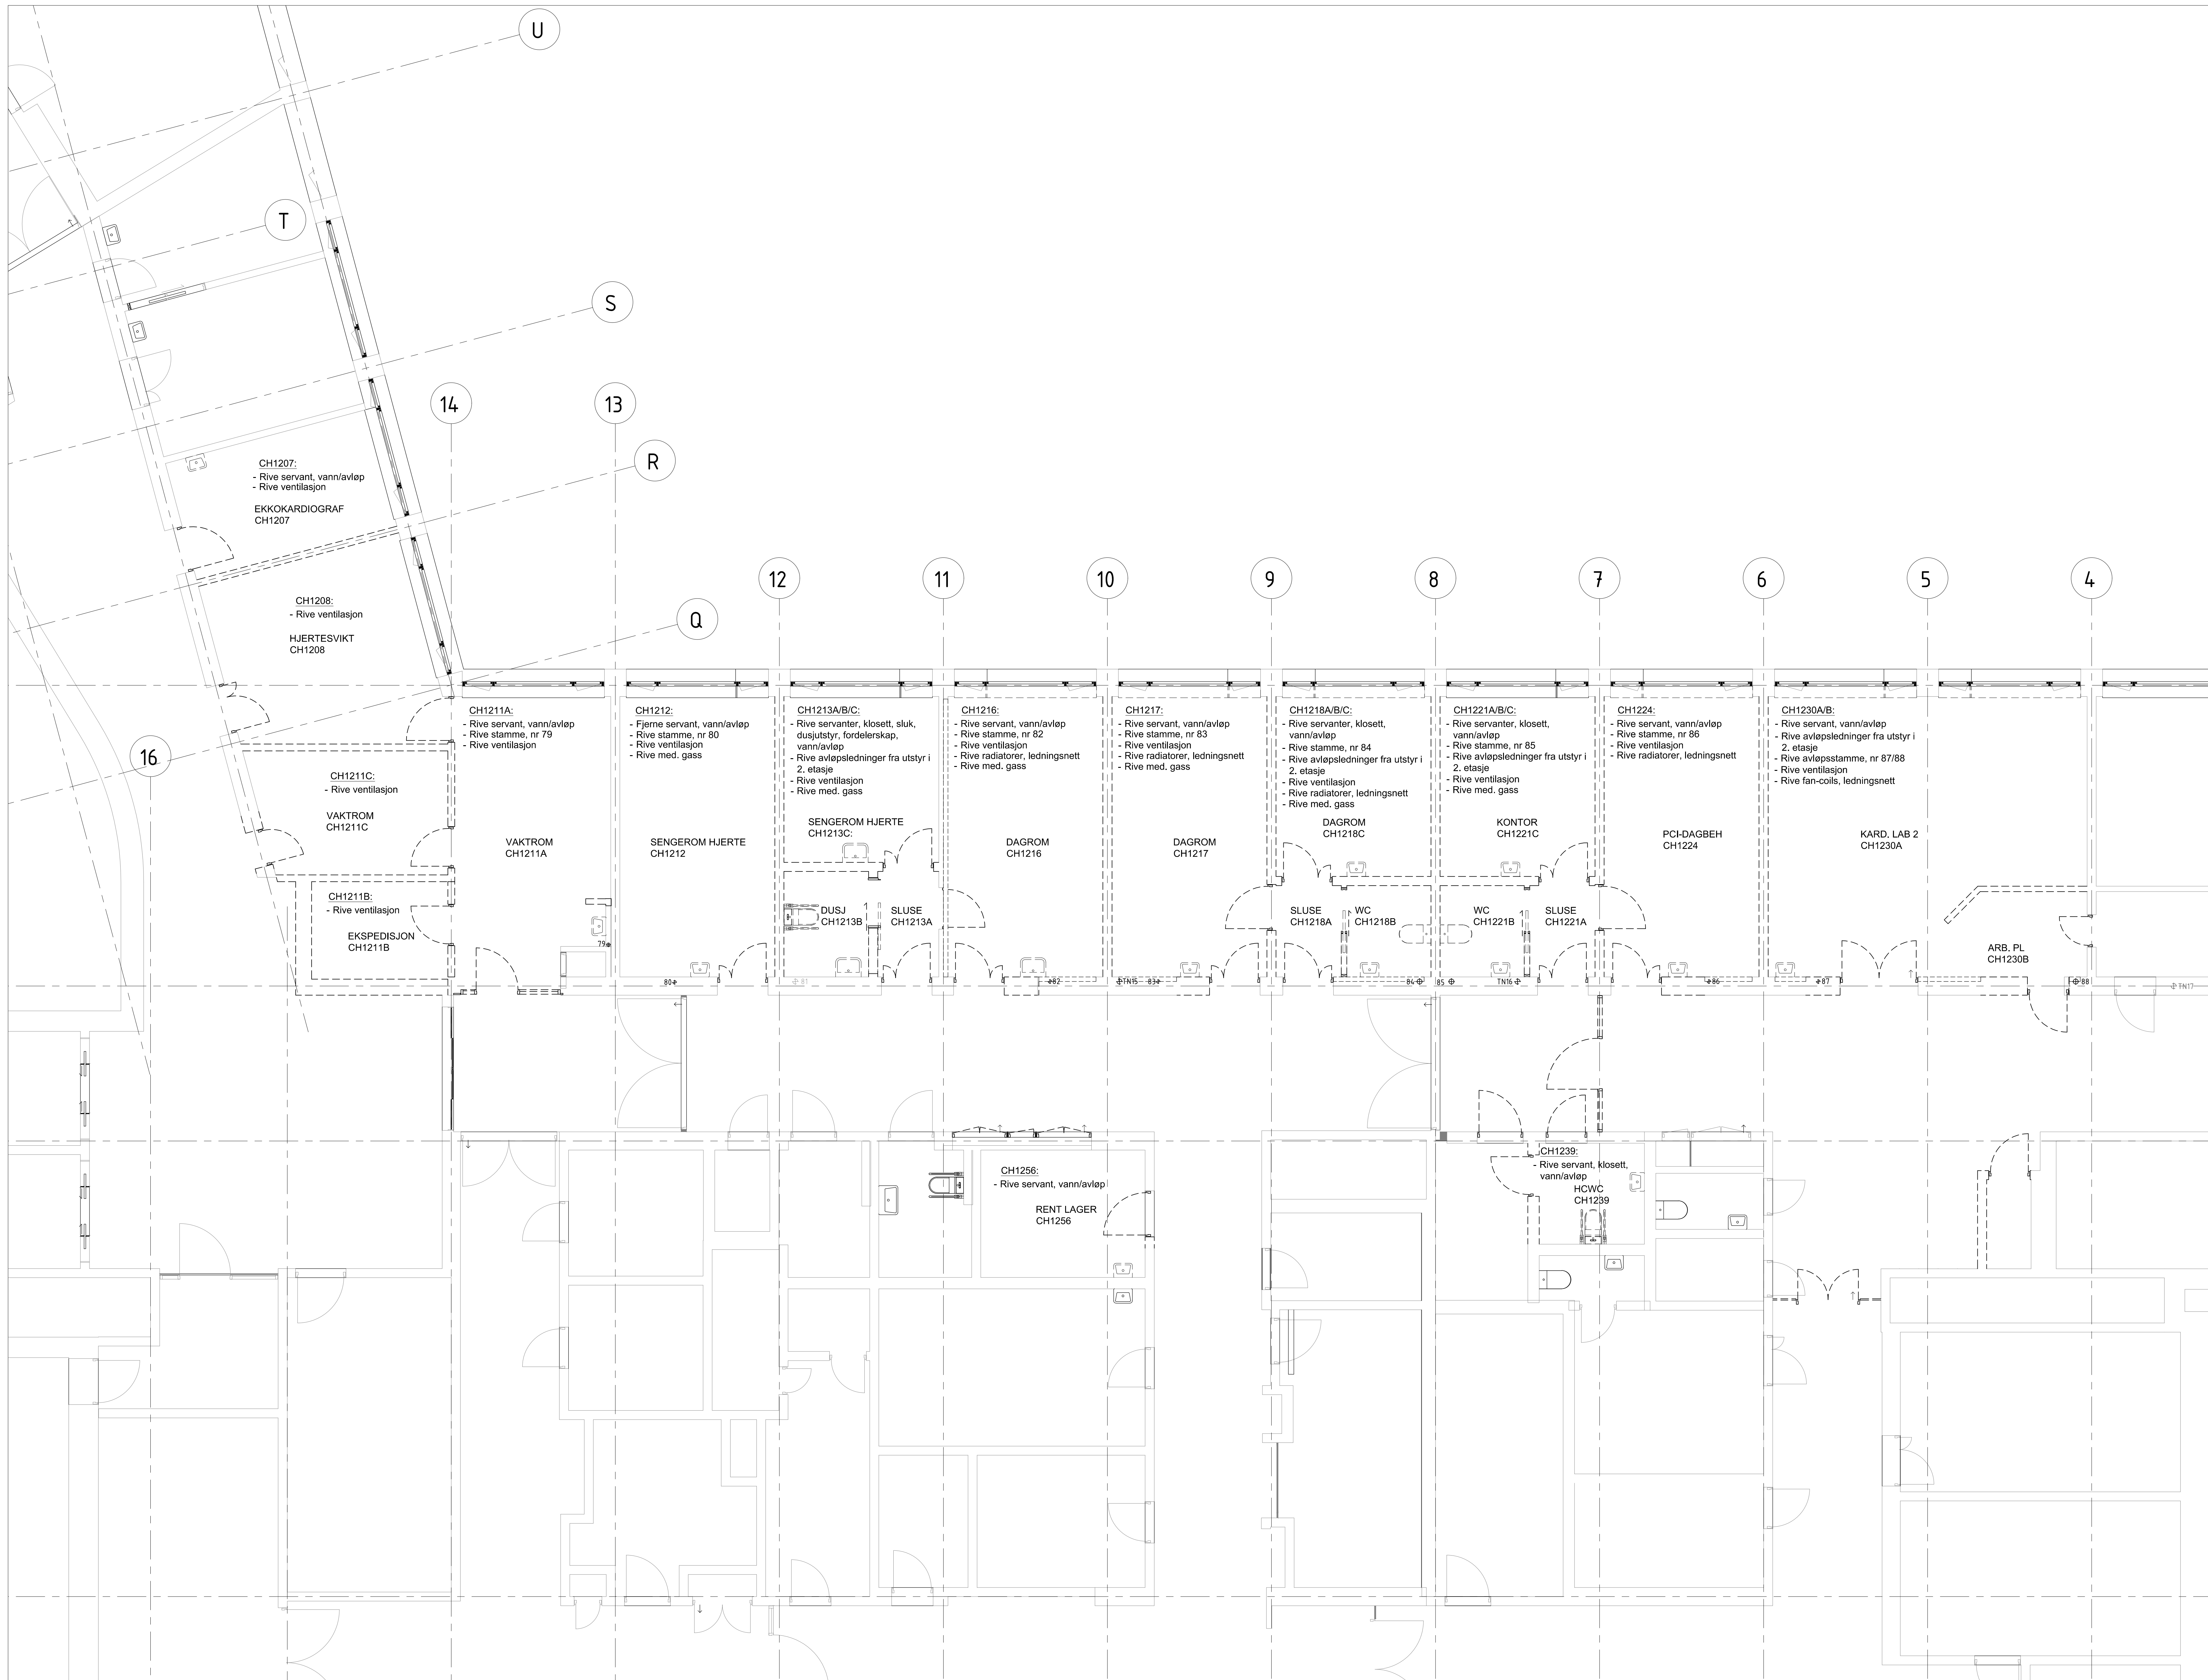 U
T
S
14
13
R
CH1207:
- Rive servant, vann/avløp
- Rive ventilasjon
EKKOKARDIOGRAF
CH1207
12
11
10
9
8
7
6
5
4
CH1208:
- Rive ventilasjon
HJERTESVIKT
CH1208
Q
16
CH1211C:
- Rive ventilasjon
VAKTROM
CH1211C
CH1211B:
- Rive ventilasjon
EKSPEDISJON
CH1211B
CH1211A:
- Rive servant, vann/avløp
- Rive stamme, nr 79
- Rive ventilasjon
VAKTROM
CH1211A
79
CH1212:
- Fjerne servant, vann/avløp
- Rive stamme, nr 80
- Rive ventilasjon
- Rive med. gass
SENGEROM HJERTE
CH1212
80
CH1213A/B/C:
- Rive servanter, klosett, sluk,
dusjutstyr, fordelerskap,
vann/avløp
- Rive avløpsledninger fra utstyr i
2. etasje
- Rive ventilasjon
- Rive med. gass
SENGEROM HJERTE
CH1213C:
DUSJ
CH1213B
SLUSE
CH1213A
81
CH1216:
- Rive servant, vann/avløp
- Rive stamme, nr 82
- Rive ventilasjon
- Rive radiatorer, ledningsnett
- Rive med. gass
DAGROM
CH1216
82
CH1217:
- Rive servant, vann/avløp
- Rive stamme, nr 83
- Rive ventilasjon
- Rive radiatorer, ledningsnett
- Rive med. gass
DAGROM
CH1217
TN15
83
CH1218A/B/C:
- Rive servanter, klosett,
vann/avløp
- Rive stamme, nr 84
- Rive avløpsledninger fra utstyr i
2. etasje
- Rive ventilasjon
- Rive radiatorer, ledningsnett
- Rive med. gass
DAGROM
CH1218C
SLUSE
CH1218A
WC
CH1218B
84
CH1221A/B/C:
- Rive servanter, klosett,
vann/avløp
- Rive stamme, nr 85
- Rive avløpsledninger fra utstyr i
2. etasje
- Rive ventilasjon
- Rive med. gass
KONTOR
CH1221C
WC
CH1221B
SLUSE
CH1221A
85
TN16
CH1224:
- Rive servant, vann/avløp
- Rive stamme, nr 86
- Rive ventilasjon
- Rive radiatorer, ledningsnett
PCI-DAGBEH
CH1224
86
CH1230A/B:
- Rive servant, vann/avløp
- Rive avløpsledninger fra utstyr i
2. etasje
- Rive avløpsstamme, nr 87/88
- Rive ventilasjon
- Rive fan-coils, ledningsnett
KARD. LAB 2
CH1230A
ARB. PL
CH1230B
87
88
TN17
CH1256:
- Rive servant, vann/avløp
RENT LAGER
CH1256
CH1239:
- Rive servant, klosett,
vann/avløp
HCWC
CH1239